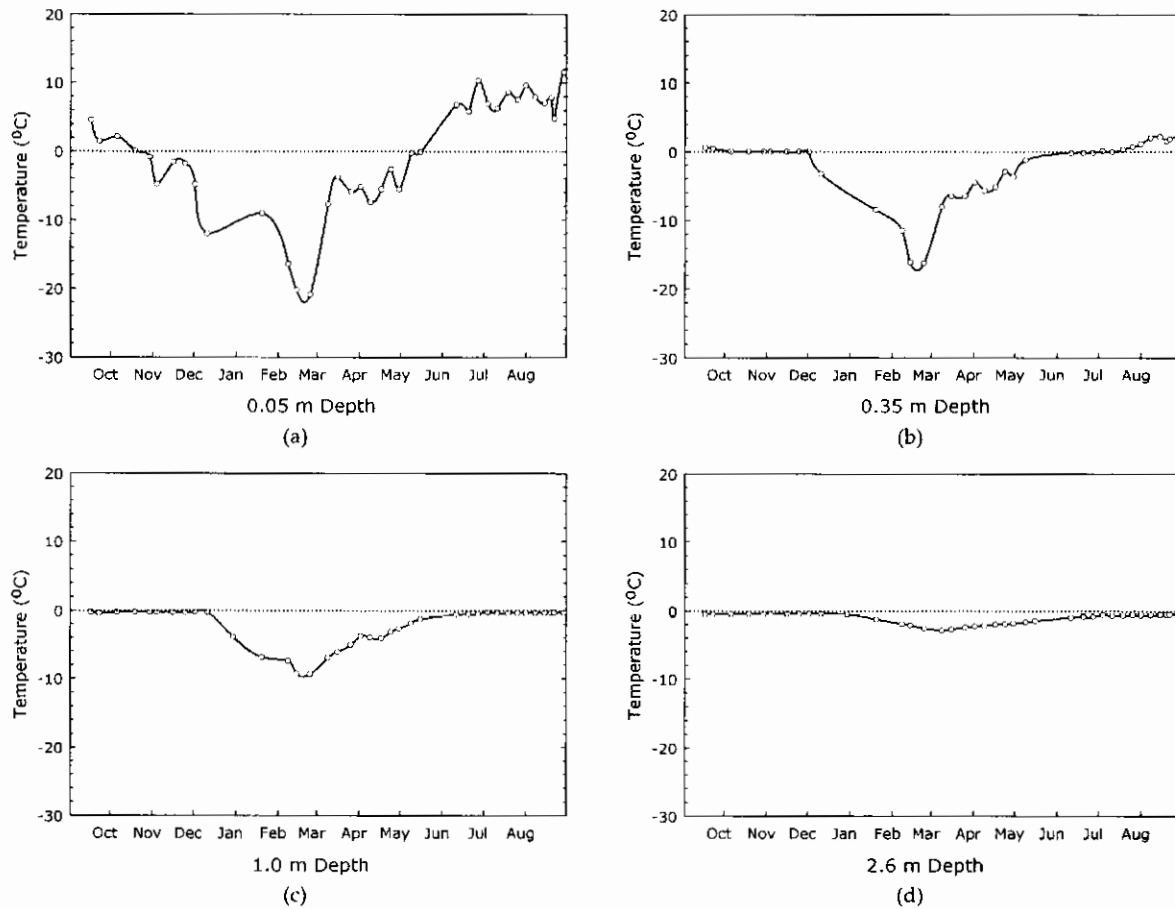 20
10
0
-10
-20
-30
Temperature (ºC)
Oct Nov Dec Jan Feb Mar Apr May Jun Jul Aug
0.05 m Depth
(a)
20
10
0
-10
-20
-30
Temperature (ºC)
Oct Nov Dec Jan Feb Mar Apr May Jun Jul Aug
0.35 m Depth
(b)
20
10
0
-10
-20
-30
Temperature (ºC)
Oct Nov Dec Jan Feb Mar Apr May Jun Jul Aug
1.0 m Depth
(c)
20
10
0
-10
-20
-30
Temperature (ºC)
Oct Nov Dec Jan Feb Mar Apr May Jun Jul Aug
2.6 m Depth
(d)